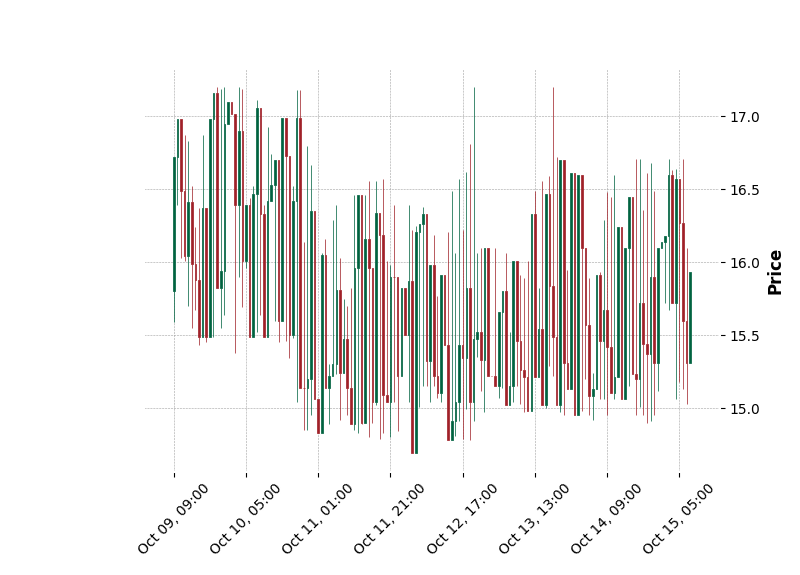 17.0
16.5
16.0
15.5
15.0
Price
Oct 09, 09:00
Oct 10, 05:00
Oct 11, 01:00
Oct 11, 21:00
Oct 12, 17:00
Oct 13, 13:00
Oct 14, 09:00
Oct 15, 05:00